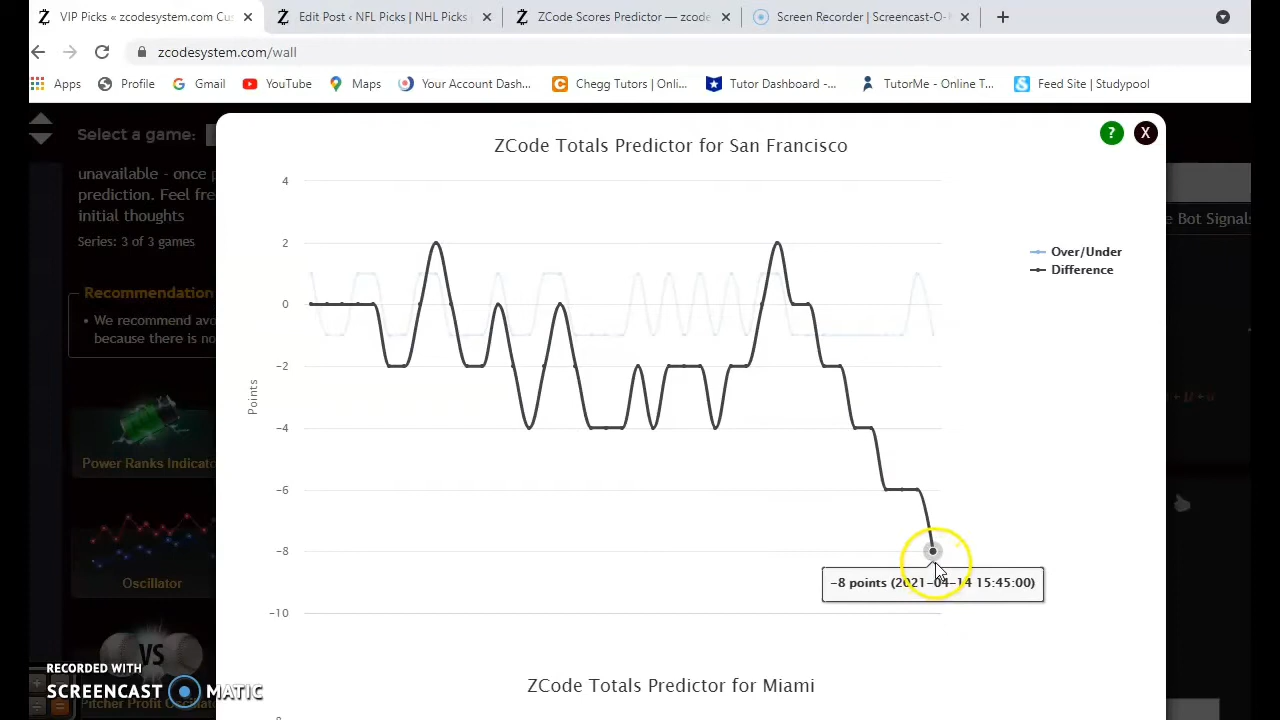 VIP Picks « zcodesystem.com Cus
Edit Post ‹ NFL Picks | NHL Picks
ZCode Scores Predictor — zcode
Screen Recorder | Screencast-O-
zcodesystem.com/wall
Apps
Profile
Gmail
YouTube
Maps
Your Account Dash...
Chegg Tutors | Onli...
Tutor Dashboard -...
TutorMe - Online T...
Feed Site | Studypool
Select a game:
?
X
ZCode Totals Predictor for San Francisco
unavailable - once
prediction. Feel fre
initial thoughts
Series: 3 of 3 games
e Bot Signals
Recommendation
• We recommend avo
because there is no
Power Ranks Indicato
Oscillator
VS
Pitcher Profit Oscillato
4
2
0
−2
−4
−6
−8
−10
Points
Over/Under
Difference
−8 points (2021−04−14 15:45:00)
ZCode Totals Predictor for Miami
RECORDED WITH
SCREENCAST MATIC